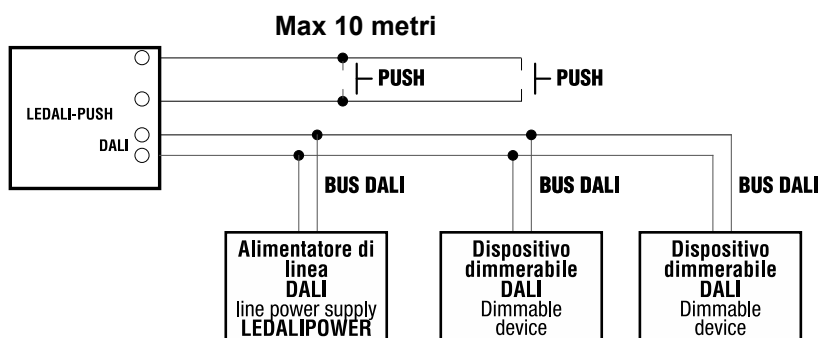 Max 10 metri
PUSH
PUSH
LEDALI-PUSH
DALI
BUS DALI
BUS DALI
BUS DALI
Alimentatore di
linea
DALI
line power supply
LEDALIPOWER
Dispositivo
dimmerabile
DALI
Dimmable
device
Dispositivo
dimmerabile
DALI
Dimmable
device